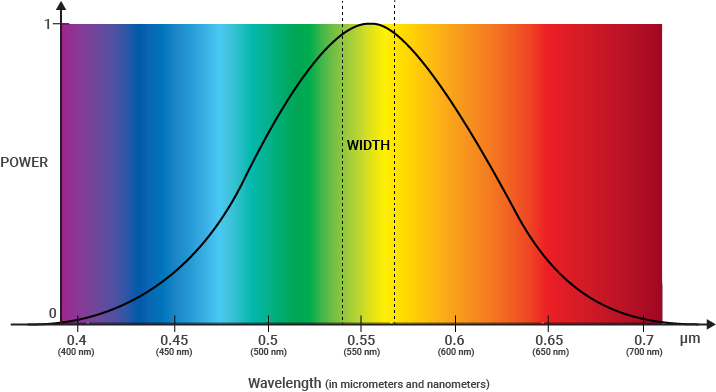 1
WIDTH
POWER
0
0.4 0.45 0.5 0.55 0.6 0.65 0.7 µm
(400 nm) (450 nm) (500 nm) (550 nm) (600 nm) (650 nm) (700 nm)
Wavelength (in micrometers and nanometers)